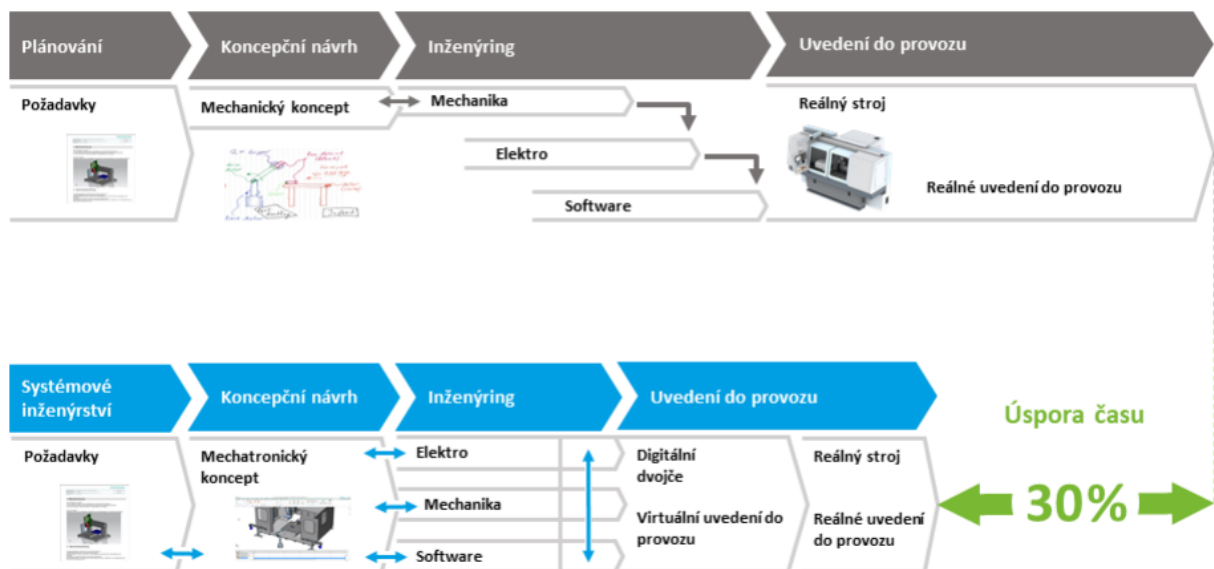 Plánování
Koncepční návrh
Inženýring
Uvedení do provozu
Požadavky
Mechanický koncept
Mechanika
Elektro
Software
Reálný stroj
Reálné uvedení do provozu
Systémové
inženýrství
Koncepční návrh
Inženýring
Uvedení do provozu
Požadavky
Mechatronický
koncept
Elektro
Mechanika
Software
Digitální
dvojče
Virtuální uvedení do
provozu
Reálný stroj
Reálné uvedení
do provozu
Úspora času
30%